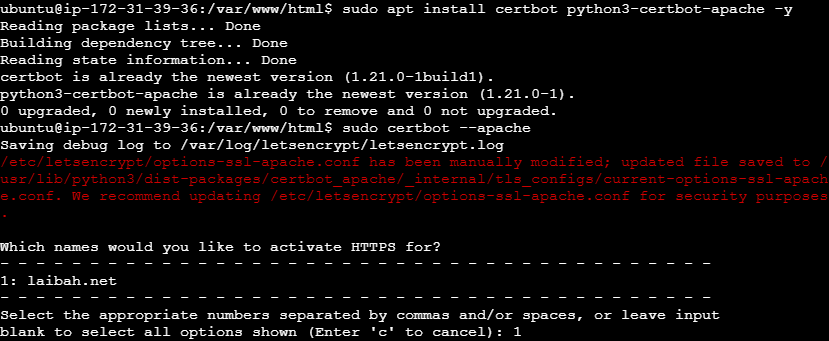 ubuntu@ip-172-31-39-36:/var/www/html$ sudo apt install certbot python3-certbot-apache -y
Reading package lists... Done
Building dependency tree... Done
Reading state information... Done
certbot is already the newest version (1.21.0-1build1).
python3-certbot-apache is already the newest version (1.21.0-1).
0 upgraded, 0 newly installed, 0 to remove and 0 not upgraded.
ubuntu@ip-172-31-39-36:/var/www/html$ sudo certbot --apache
Saving debug log to /var/log/letsencrypt/letsencrypt.log
/etc/letsencrypt/options-ssl-apache.conf has been manually modified; updated file saved to /
usr/lib/python3/dist-packages/certbot_apache/_internal/tls_configs/current-options-ssl-apach
e.conf. We recommend updating /etc/letsencrypt/options-ssl-apache.conf for security purposes
.
Which names would you like to activate HTTPS for?
- - - - - - - - - - - - - - - - - - - - - - - - - - - - - - - - - - - - - - - -
1: laibah.net
- - - - - - - - - - - - - - - - - - - - - - - - - - - - - - - - - - - - - - - -
Select the appropriate numbers separated by commas and/or spaces, or leave input
blank to select all options shown (Enter 'c' to cancel): 1